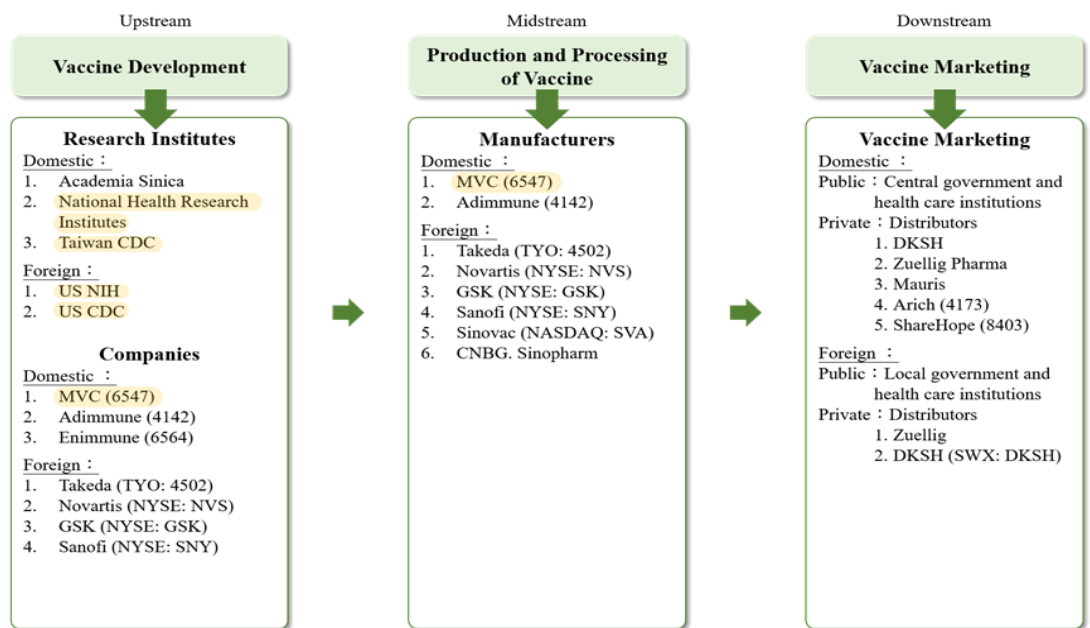 Upstream
Vaccine Development
Research Institutes
Domestic：
1. Academia Sinica
2. National Health Research
Institutes
3. Taiwan CDC
Foreign：
1. US NIH
2. US CDC
Companies
Domestic：
1. MVC (6547)
2. Adimmune (4142)
3. Enimmune (6564)
Foreign：
1. Takeda (TYO: 4502)
2. Novartis (NYSE: NVS)
3. GSK (NYSE: GSK)
4. Sanofi (NYSE: SNY)
Midstream
Production and Processing
of Vaccine
Manufacturers
Domestic：
1. MVC (6547)
2. Adimmune (4142)
Foreign：
1. Takeda (TYO: 4502)
2. Novartis (NYSE: NVS)
3. GSK (NYSE: GSK)
4. Sanofi (NYSE: SNY)
5. Sinovac (NASDAQ: SVA)
6. CNBG. Sinopharm
Downstream
Vaccine Marketing
Vaccine Marketing
Domestic：
Public：Central government and
health care institutions
Private：Distributors
1. DKSH
2. Zuellig Pharma
3. Mauris
4. Arich (4173)
5. ShareHope (8403)
Foreign：
Public：Local government and
health care institutions
Private：Distributors
1. Zuellig
2. DKSH (SWX: DKSH)